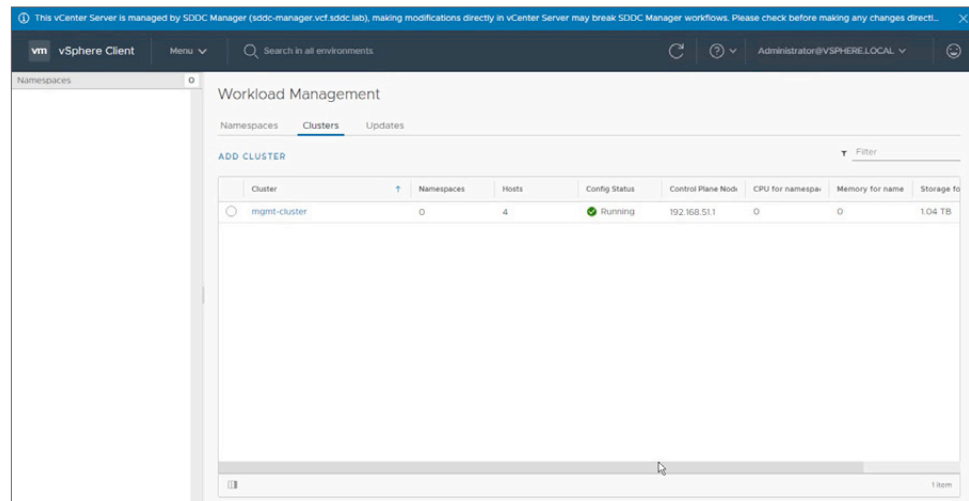 This vCenter Server is managed by SDDC Manager (sddc-manager.vcf.sddc.lab), making modifications directly in vCenter Server may break SDDC Manager workflows. Please check before making any changes directl...
vm vSphere Client Menu Search in all environments Administrator@VSPHERE.LOCAL
Namespaces 0
Workload Management
Namespaces Clusters Updates
ADD CLUSTER Filter
Cluster Namespaces Hosts Config Status Control Plane Node CPU for namespa Memory for name Storage fo
mgmt-cluster 0 4 Running 192.168.51.1 0 0 1.04 TB
1 item